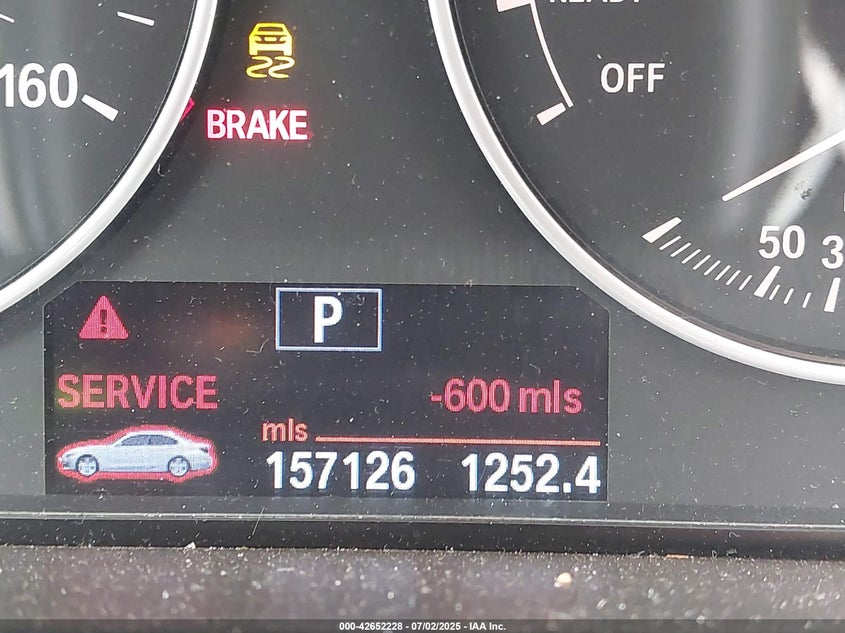 160
READY
OFF
BRAKE
50
3
P
SERVICE
-600 mls
mls
157126 1252.4
000-42652228 - 07/02/2025 - IAA Inc.